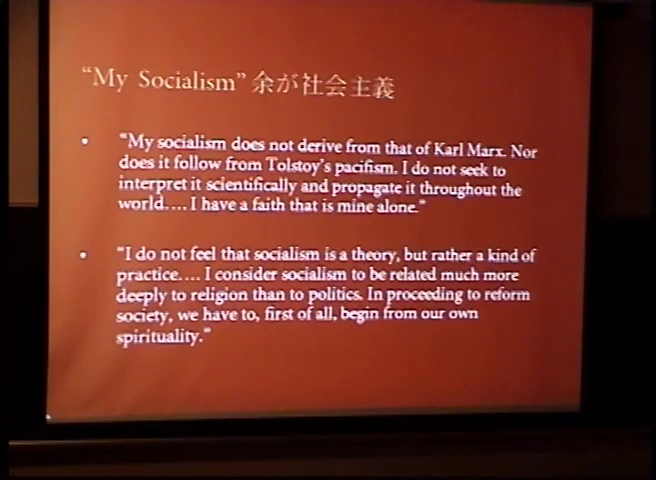 “My Socialism” 余が社会主義
• “My socialism does not derive from that of Karl Marx. Nor
does it follow from Tolstoy’s pacifism. I do not seek to
interpret it scientifically and propagate it throughout the
world.… I have a faith that is mine alone.”
• “I do not feel that socialism is a theory, but rather a kind of
practice.… I consider socialism to be related much more
deeply to religion than to politics. In proceeding to reform
society, we have to, first of all, begin from our own
spirituality.”